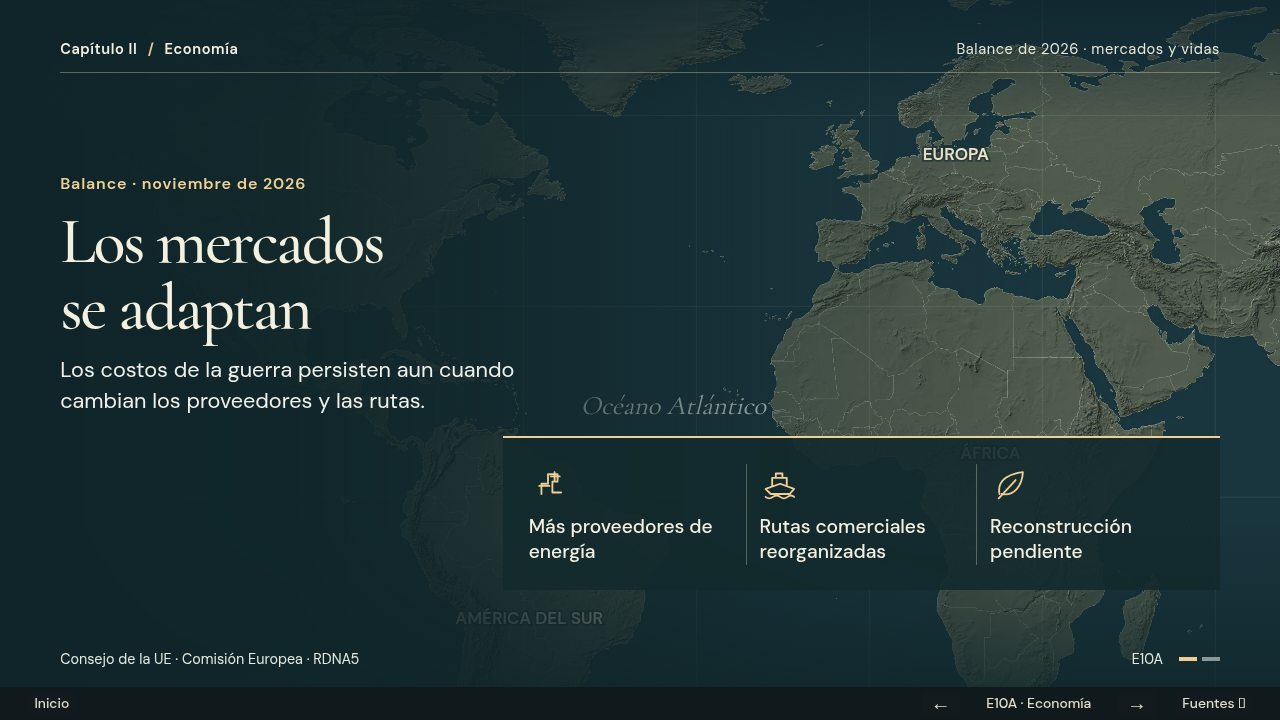 Capítulo II / Economía
Balance de 2026 · mercados y vidas
EUROPA
Balance · noviembre de 2026
Los mercados
se adaptan
Los costos de la guerra persisten aun cuando
cambian los proveedores y las rutas.
Océano Atlántico
ÁFRICA
Más proveedores de
energía
Rutas comerciales
reorganizadas
Reconstrucción
pendiente
AMÉRICA DEL SUR
Consejo de la UE · Comisión Europea · RDNA5
E10A
Inicio
← E10A · Economía →
Fuentes